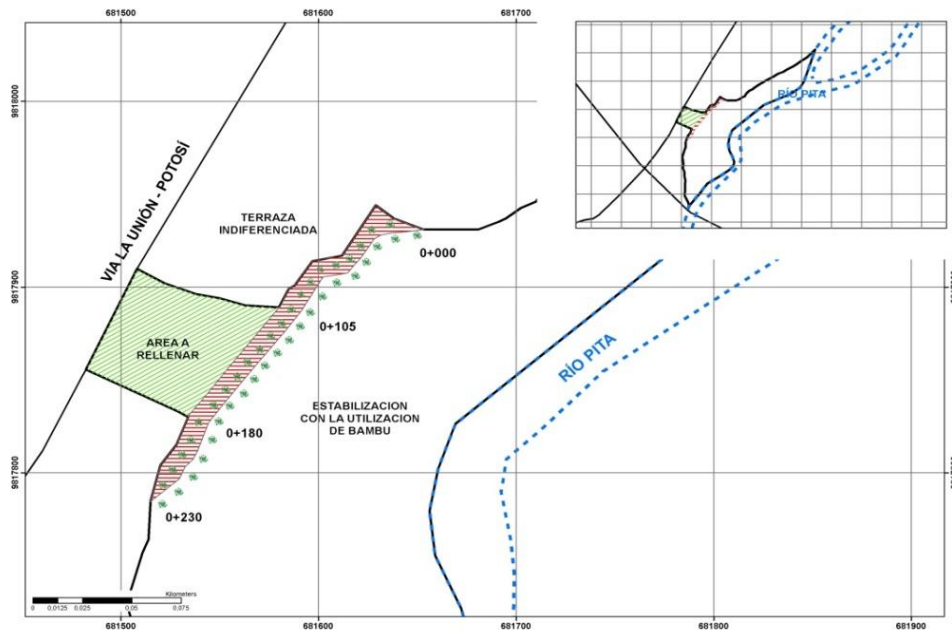 681500 681600 681700
RÍO PITA
9818000
VIA LA UNIÓN - POTOSÍ
TERRAZA
INDIFERENCIADA
0+000
9817900
0+105
AREA A
RELLENAR
RÍO PITA
ESTABILIZACION
CON LA UTILIZACION
DE BAMBU
0+180
9817800
0+230
Kilometers
0 0,0125 0,025 0,05 0,075
681500 681600 681700 681800 681900